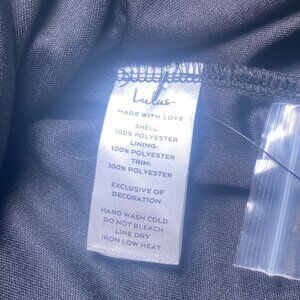 Lulus
MADE WITH LOVE
SHELL
100% POLYESTER
LINING:
100% POLYESTER
TRIM:
100% POLYESTER
EXCLUSIVE OF
DECORATION
HAND WASH COLD
DO NOT BLEACH
LINE DRY
IRON LOW HEAT